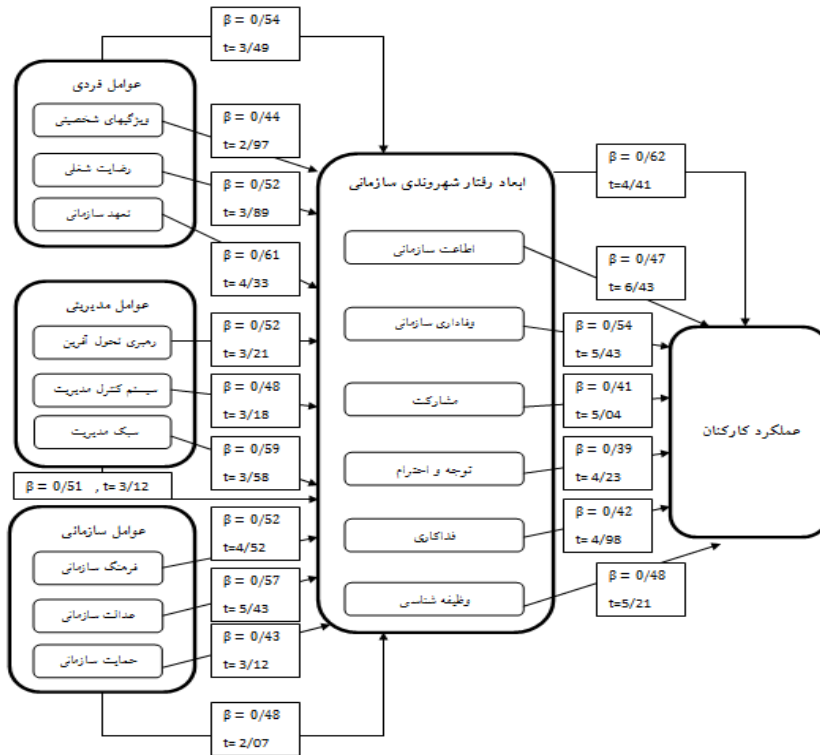 β = 0/54
t= 3/49
عوامل فردی
ویژگیهای شخصیتی
رضایت شغلی
تعهد سازمانی
β = 0/44
t= 2/97
β = 0/52
t= 3/89
β = 0/61
t= 4/33
عوامل مدیریتی
رهبری تحول آفرین
سیستم کنترل مدیریت
سبک مدیریت
β = 0/52
t= 3/21
β = 0/48
t= 3/18
β = 0/59
t= 3/58
β = 0/51 , t= 3/12
عوامل سازمانی
فرهنگ سازمانی
عدالت سازمانی
حمایت سازمانی
β = 0/52
t=4/52
β = 0/57
t= 5/43
β = 0/43
t= 3/12
β = 0/48
t= 2/07
ابعاد رفتار شهروندی سازمانی
اطاعت سازمانی
وفاداری سازمانی
مشارکت
توجه و احترام
فداکاری
وظیفه شناسی
β = 0/62
t=4/41
β = 0/47
t= 6/43
β = 0/54
t= 5/43
β = 0/41
t= 5/04
β = 0/39
t= 4/23
β = 0/42
t= 4/98
β = 0/48
t=5/21
عملکرد کارکنان